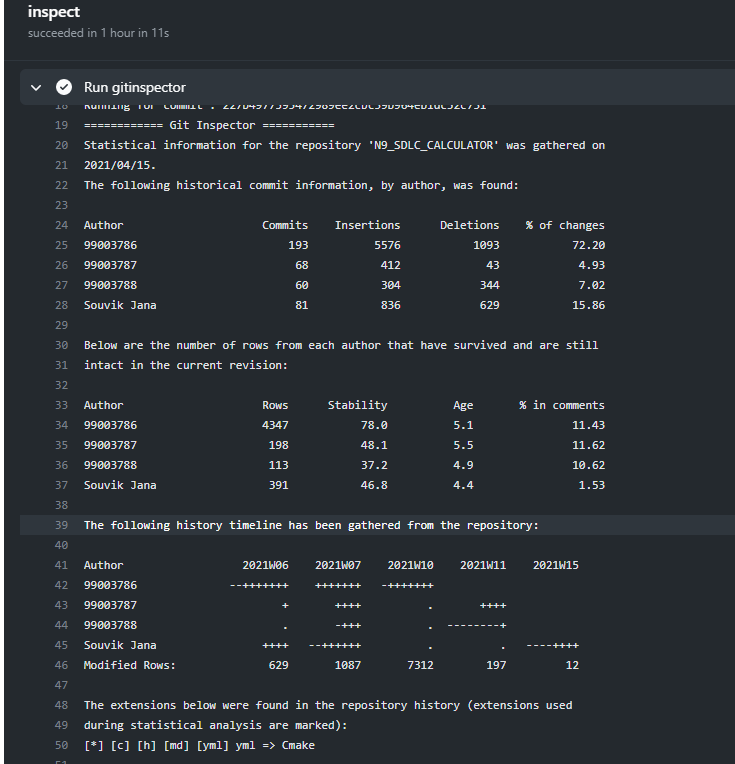 inspect
succeeded in 1 hour in 11s
Run gitinspector
18 Running for commit :
19 ============ Git Inspector ===========
20 Statistical information for the repository 'N9_SDLC_CALCULATOR' was gathered on
21 2021/04/15.
22 The following historical commit information, by author, was found:
23
24 Author Commits Insertions Deletions % of changes
25 99003786 193 5576 1093 72.20
26 99003787 68 412 43 4.93
27 99003788 60 304 344 7.02
28 Souvik Jana 81 836 629 15.86
29
30 Below are the number of rows from each author that have survived and are still
31 intact in the current revision:
32
33 Author Rows Stability Age % in comments
34 99003786 4347 78.0 5.1 11.43
35 99003787 198 48.1 5.5 11.62
36 99003788 113 37.2 4.9 10.62
37 Souvik Jana 391 46.8 4.4 1.53
38
39 The following history timeline has been gathered from the repository:
40
41 Author 2021W06 2021W07 2021W10 2021W11 2021W15
42 99003786 --+++++++ +++++++ -+++++++
43 99003787 + ++++ . ++++
44 99003788 . -+++ . --------+
45 Souvik Jana ++++ --++++++ . . ----++++
46 Modified Rows: 629 1087 7312 197 12
47
48 The extensions below were found in the repository history (extensions used
49 during statistical analysis are marked):
50 [*] [c] [h] [md] [yml] yml => Cmake
51